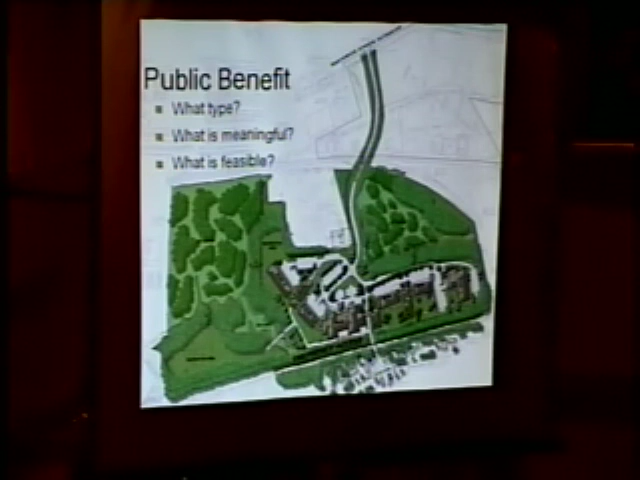 Public Benefit
What type?
What is meaningful?
What is feasible?